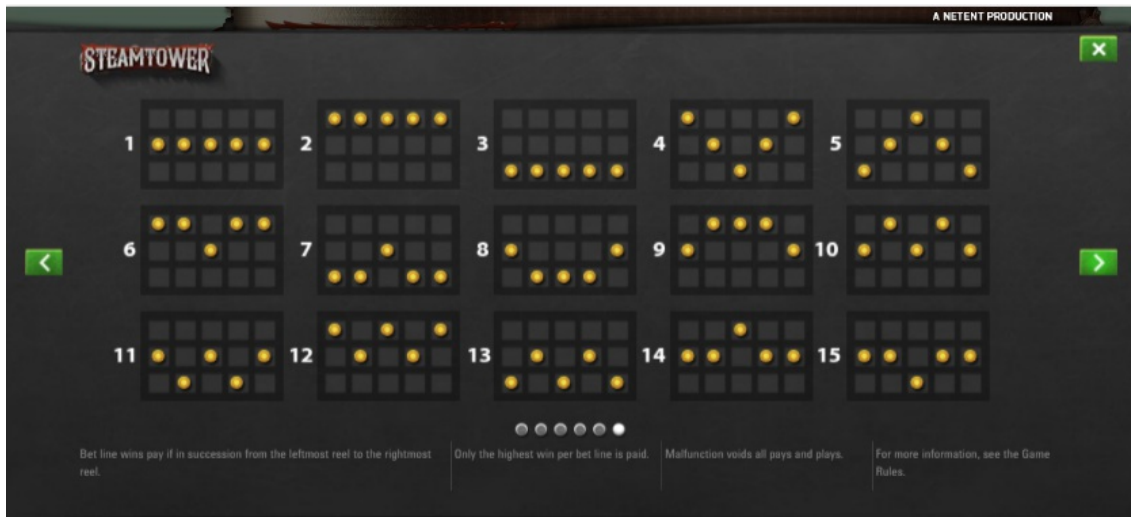 A NETENT PRODUCTION
STEAMTOWER
1 2 3 4 5
6 7 8 9 10
11 12 13 14 15
Bet line wins pay if in succession from the leftmost reel to the rightmost
reel.
Only the highest win per bet line is paid.
Malfunction voids all pays and plays.
For more information, see the Game
Rules.